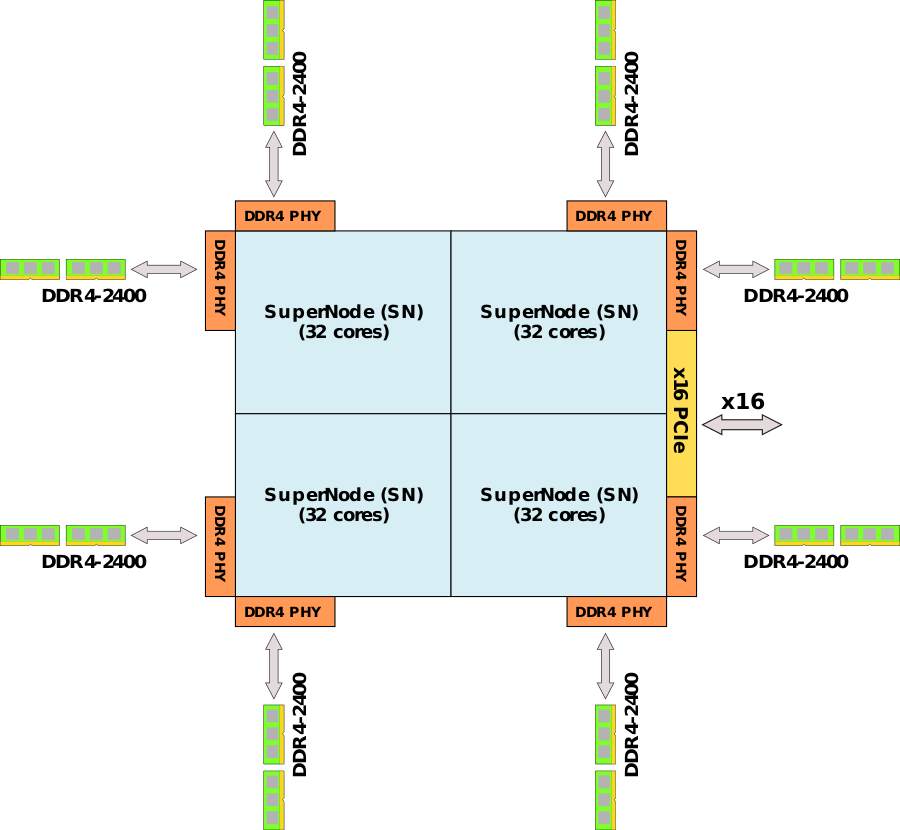 DDR4-2400
DDR4-2400
DDR4 PHY
DDR4 PHY
DDR4 PHY
DDR4 PHY
DDR4-2400
DDR4-2400
SuperNode (SN)
(32 cores)
SuperNode (SN)
(32 cores)
x16 PCIe
x16
SuperNode (SN)
(32 cores)
SuperNode (SN)
(32 cores)
DDR4 PHY
DDR4 PHY
DDR4-2400
DDR4-2400
DDR4 PHY
DDR4 PHY
DDR4-2400
DDR4-2400